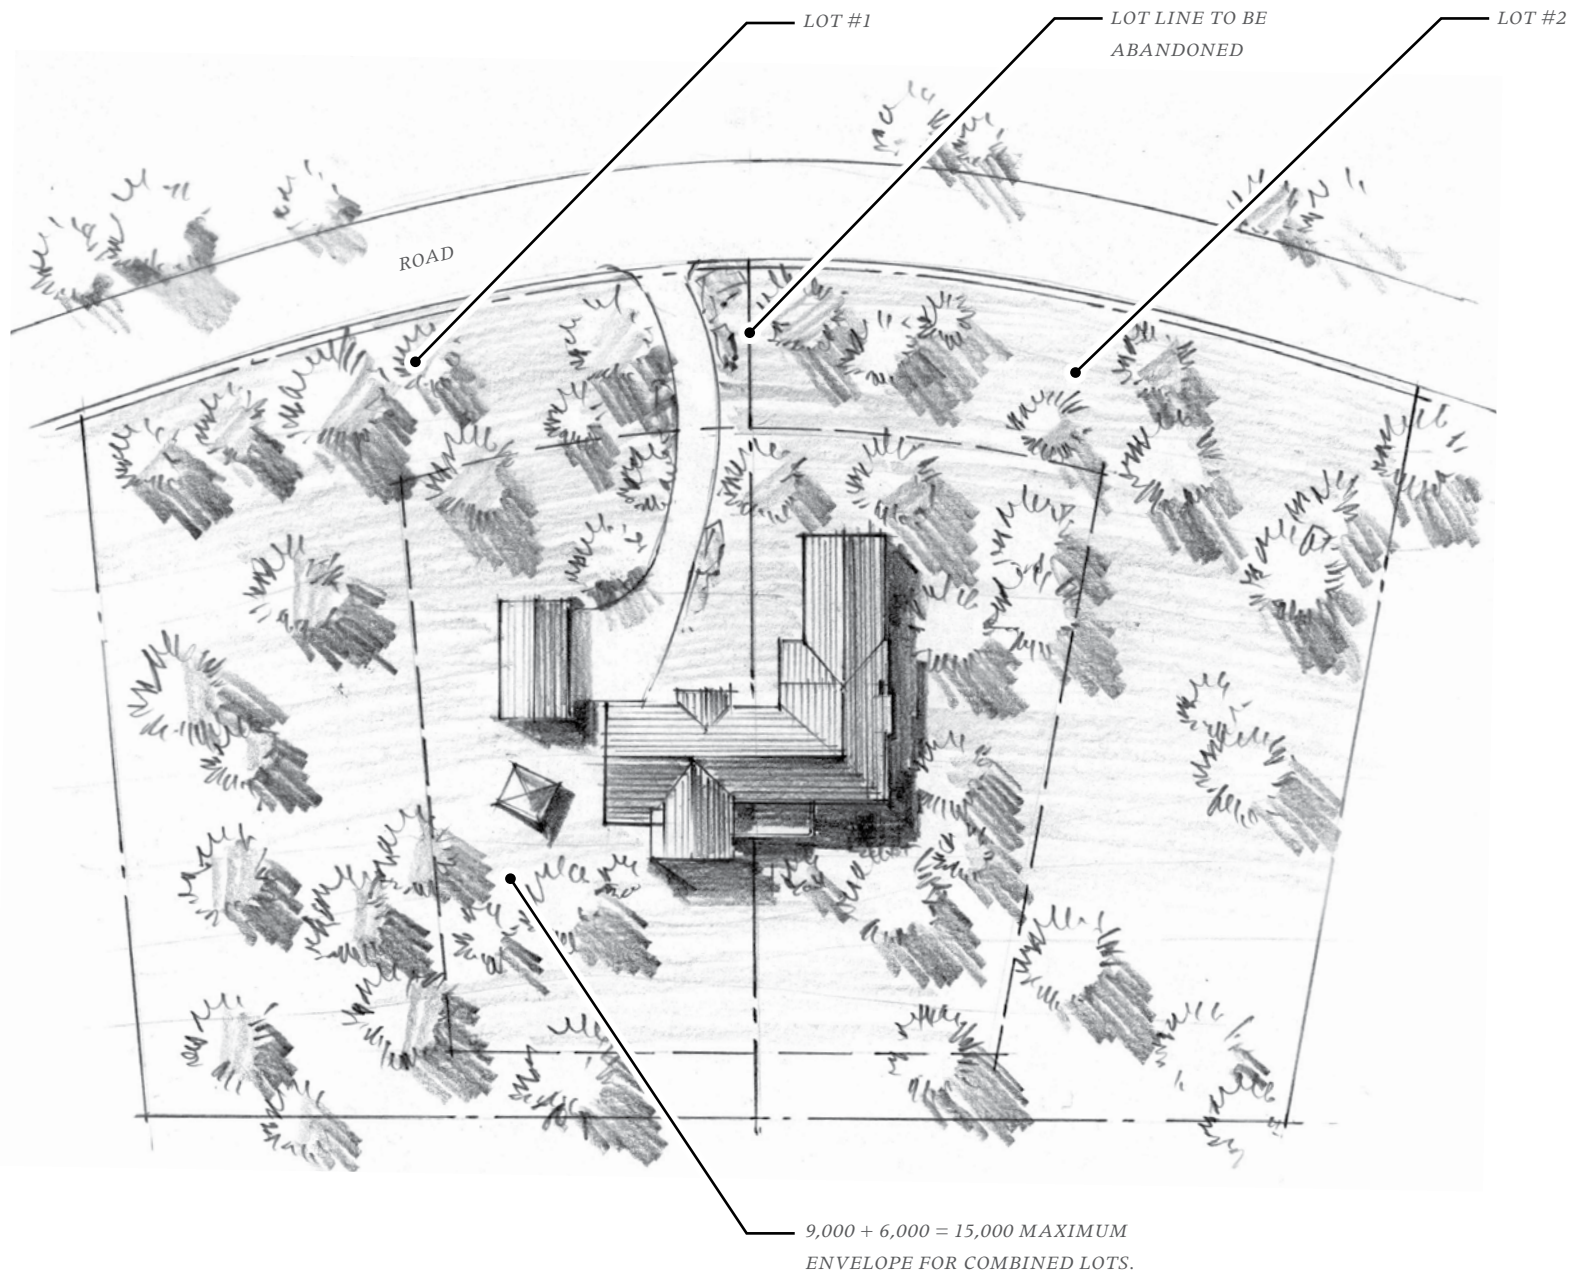 LOT #1
LOT LINE TO BE
ABANDONED
LOT #2
ROAD
9,000 + 6,000 = 15,000 MAXIMUM
ENVELOPE FOR COMBINED LOTS.